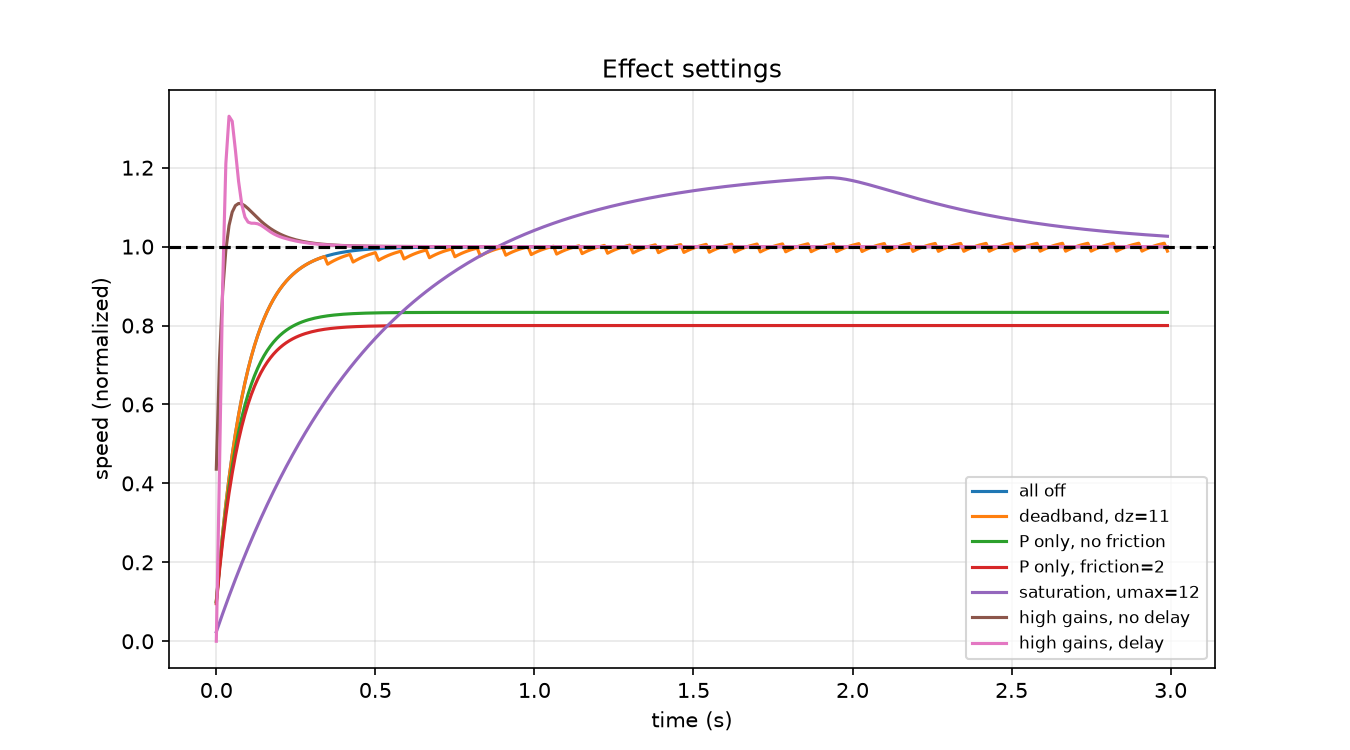 Effect settings
speed (normalized)
1.2
1.0
0.8
0.6
0.4
0.2
0.0
all off
deadband, dz=11
P only, no friction
P only, friction=2
saturation, umax=12
high gains, no delay
high gains, delay
0.0 0.5 1.0 1.5 2.0 2.5 3.0
time (s)